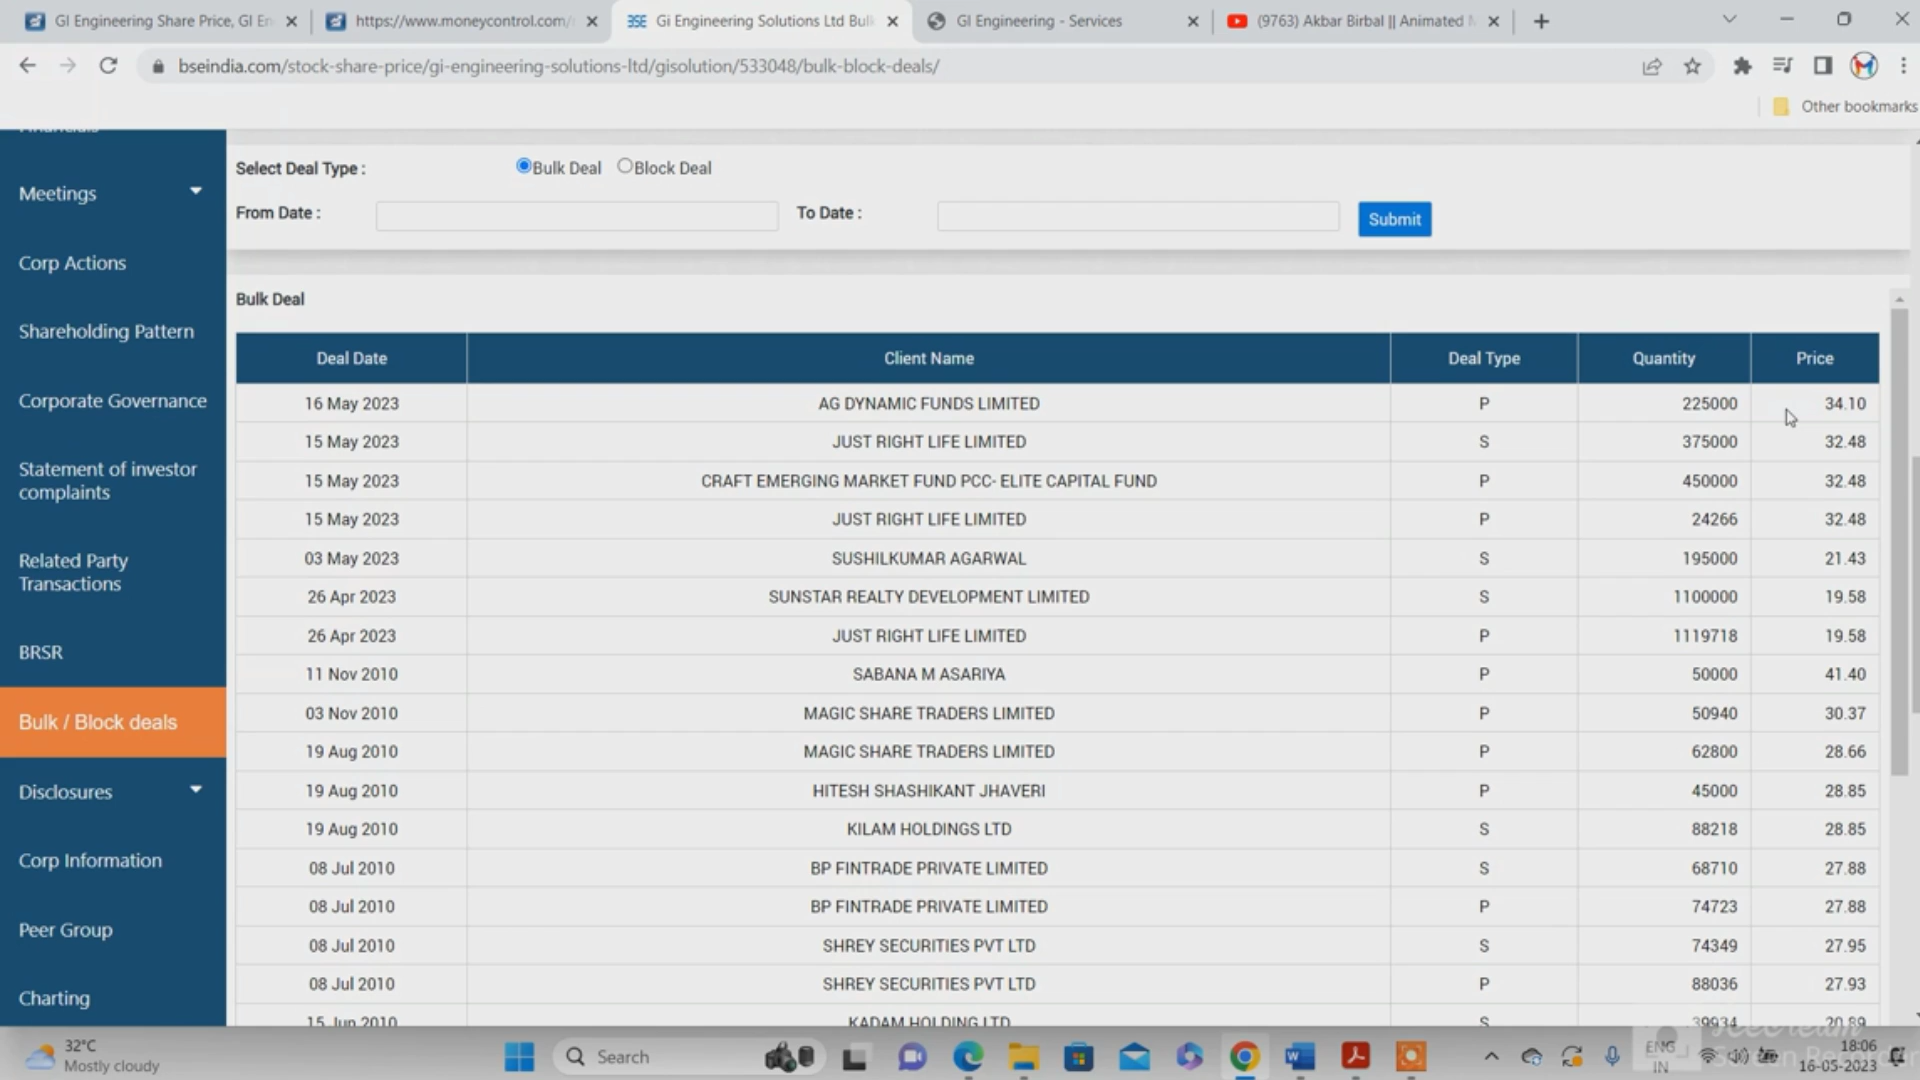 GI Engineering Share Price, GI En
https://www.moneycontrol.com/
Gi Engineering Solutions Ltd Bulk
GI Engineering - Services
(9763) Akbar Birbal || Animated
bseindia.com/stock-share-price/gi-engineering-solutions-ltd/gisolution/533048/bulk-block-deals/
Other bookmarks
Financials
Meetings
Corp Actions
Shareholding Pattern
Corporate Governance
Statement of investor
complaints
Related Party
Transactions
BRSR
Bulk / Block deals
Disclosures
Corp Information
Peer Group
Charting
Select Deal Type : Bulk Deal Block Deal
From Date : To Date : Submit
Bulk Deal
Deal Date Client Name Deal Type Quantity Price
16 May 2023 AG DYNAMIC FUNDS LIMITED P 225000 34.10
15 May 2023 JUST RIGHT LIFE LIMITED S 375000 32.48
15 May 2023 CRAFT EMERGING MARKET FUND PCC- ELITE CAPITAL FUND P 450000 32.48
15 May 2023 JUST RIGHT LIFE LIMITED P 24266 32.48
03 May 2023 SUSHILKUMAR AGARWAL S 195000 21.43
26 Apr 2023 SUNSTAR REALTY DEVELOPMENT LIMITED S 1100000 19.58
26 Apr 2023 JUST RIGHT LIFE LIMITED P 1119718 19.58
11 Nov 2010 SABANA M ASARIYA P 50000 41.40
03 Nov 2010 MAGIC SHARE TRADERS LIMITED P 50940 30.37
19 Aug 2010 MAGIC SHARE TRADERS LIMITED P 62800 28.66
19 Aug 2010 HITESH SHASHIKANT JHAVERI P 45000 28.85
19 Aug 2010 KILAM HOLDINGS LTD S 88218 28.85
08 Jul 2010 BP FINTRADE PRIVATE LIMITED S 68710 27.88
08 Jul 2010 BP FINTRADE PRIVATE LIMITED P 74723 27.88
08 Jul 2010 SHREY SECURITIES PVT LTD S 74349 27.95
08 Jul 2010 SHREY SECURITIES PVT LTD P 88036 27.93
15 Jun 2010 KADAM HOLDING LTD S 39934 20.89
32°C
Mostly cloudy
Search
ENG
IN
18:06
16-05-2023